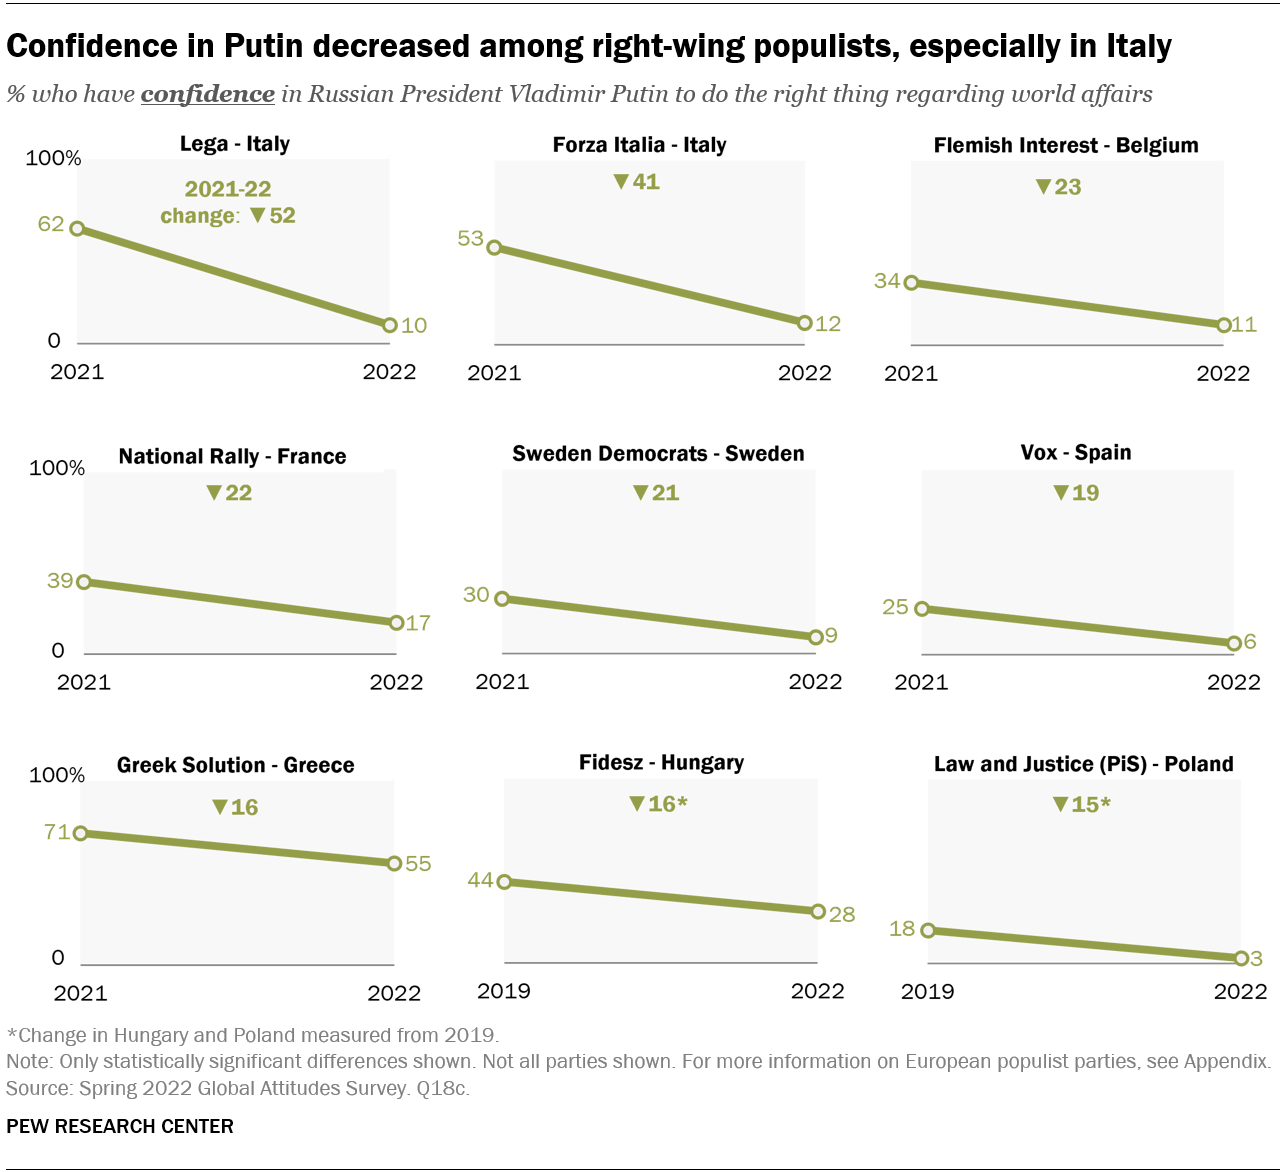 Confidence in Putin decreased among right-wing populists, especially in Italy
% who have confidence in Russian President Vladimir Putin to do the right thing regarding world affairs
Lega - Italy
100%
2021-22
change: ▼52
62
10
0
2021 2022
Forza Italia - Italy
▼41
53
12
2021 2022
Flemish Interest - Belgium
▼23
34
11
2021 2022
National Rally - France
100%
▼22
39
17
0
2021 2022
Sweden Democrats - Sweden
▼21
30
9
2021 2022
Vox - Spain
▼19
25
6
2021 2022
Greek Solution - Greece
100%
▼16
71
55
0
2021 2022
Fidesz - Hungary
▼16*
44
28
2019 2022
Law and Justice (PiS) - Poland
▼15*
18
3
2019 2022
*Change in Hungary and Poland measured from 2019.
Note: Only statistically significant differences shown. Not all parties shown. For more information on European populist parties, see Appendix.
Source: Spring 2022 Global Attitudes Survey. Q18c.
PEW RESEARCH CENTER